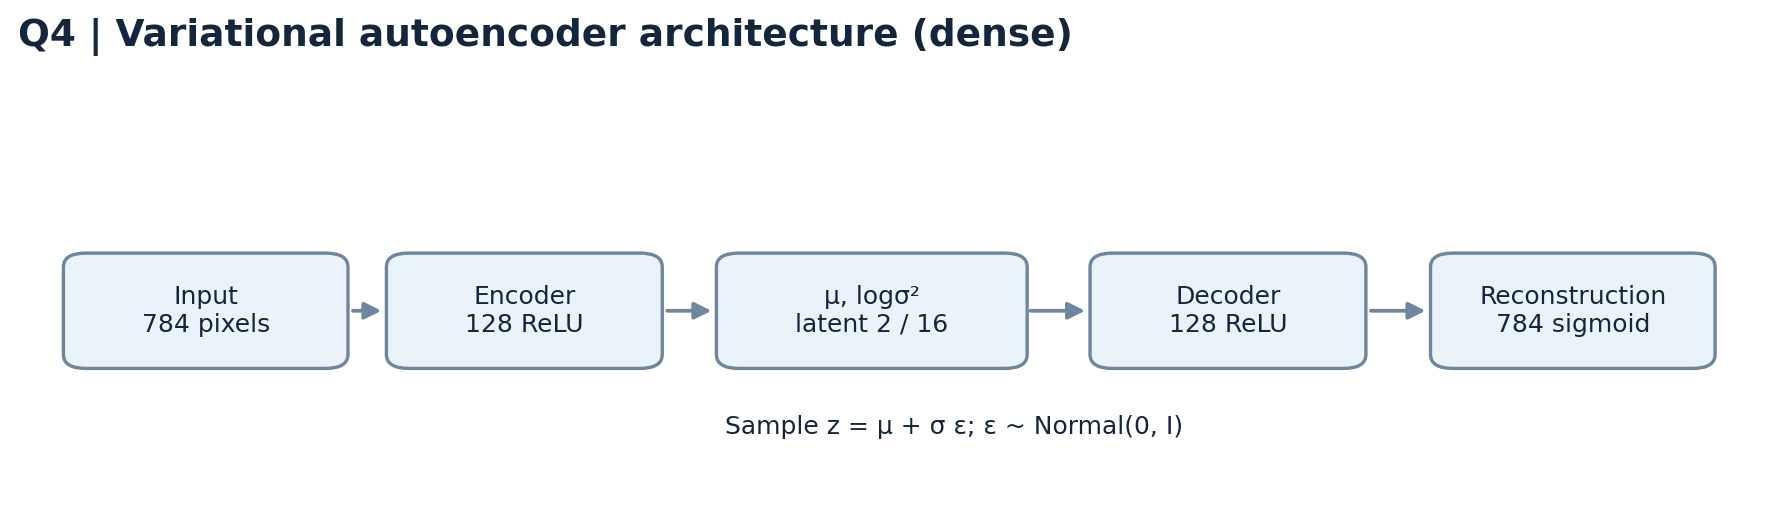 Q4 | Variational autoencoder architecture (dense)
Input
784 pixels
Encoder
128 ReLU
μ, logσ²
latent 2 / 16
Decoder
128 ReLU
Reconstruction
784 sigmoid
Sample z = μ + σ ε; ε ~ Normal(0, I)